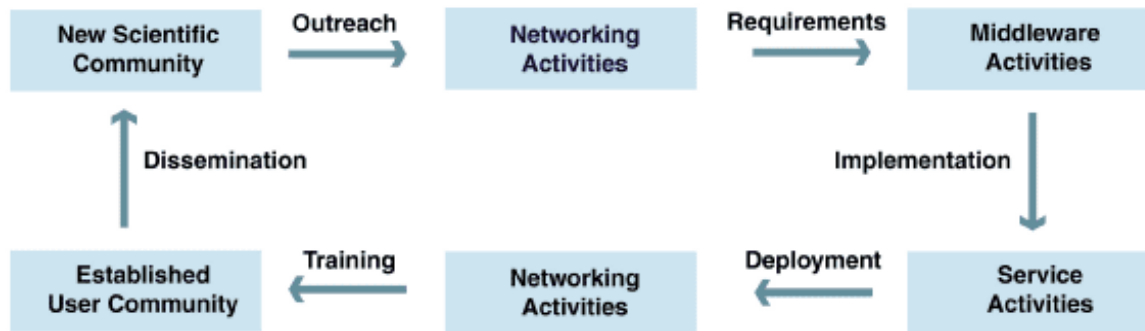 New Scientific
Community
Outreach
Networking
Activities
Requirements
Middleware
Activities
Dissemination
Implementation
Established
User Community
Training
Networking
Activities
Deployment
Service
Activities